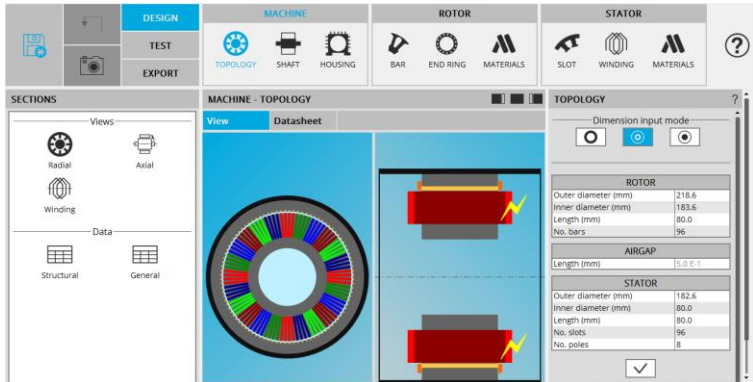 DESIGN
TEST
EXPORT
MACHINE
TOPOLOGY
SHAFT
HOUSING
ROTOR
BAR
END RING
MATERIALS
STATOR
SLOT
WINDING
MATERIALS
?
SECTIONS
Views
Radial
Axial
Winding
Data
Structural
General
MACHINE - TOPOLOGY
View
Datasheet
TOPOLOGY
?
Dimension input mode
ROTOR
Outer diameter (mm) 218.6
Inner diameter (mm) 183.6
Length (mm) 80.0
No. bars 96
AIRGAP
Length (mm) 5.0 E-1
STATOR
Outer diameter (mm) 182.6
Inner diameter (mm) 80.0
Length (mm) 80.0
No. slots 96
No. poles 8